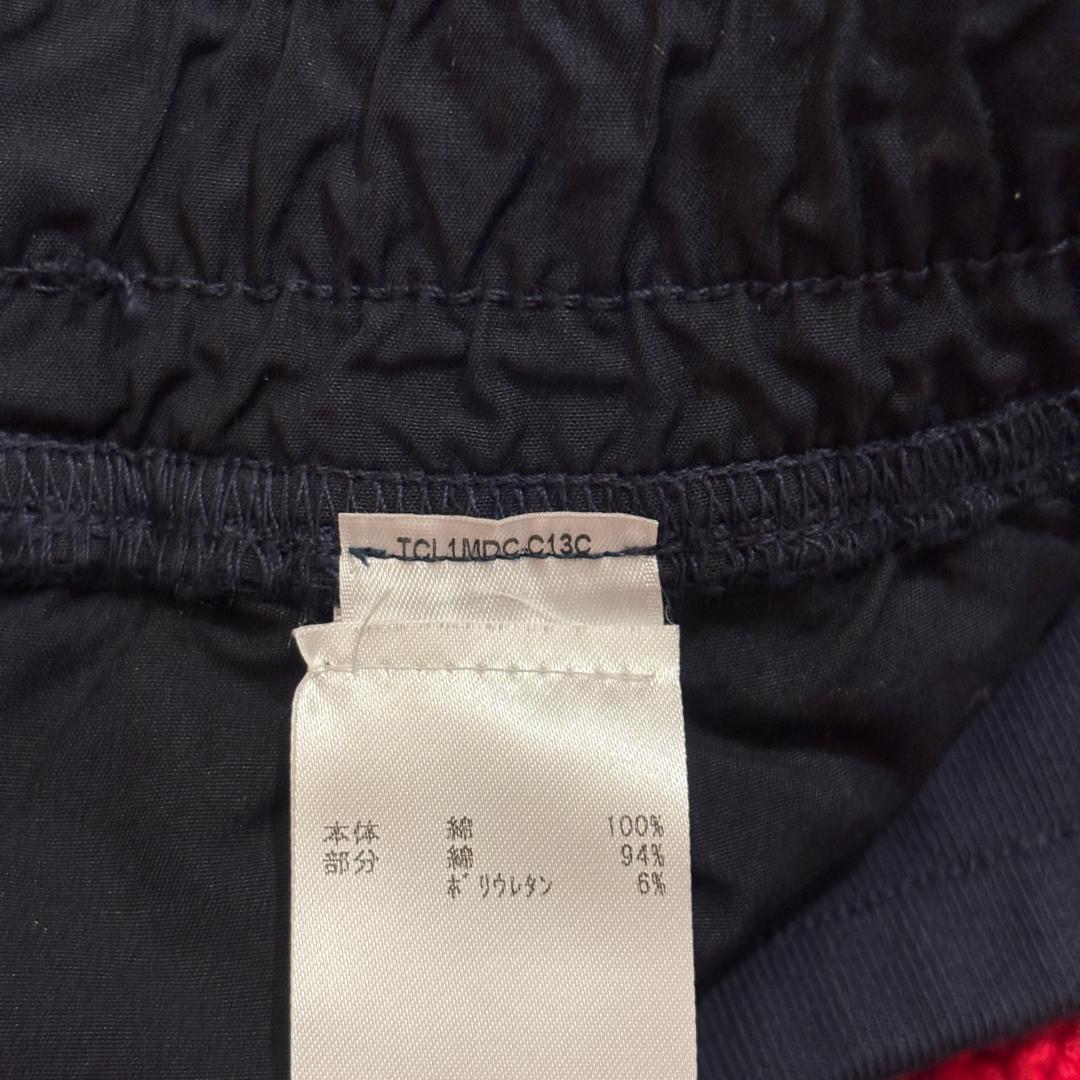 TCL1MDC-C13C
本体 綿 100%
部分 綿 94%
ポリウレタン 6%